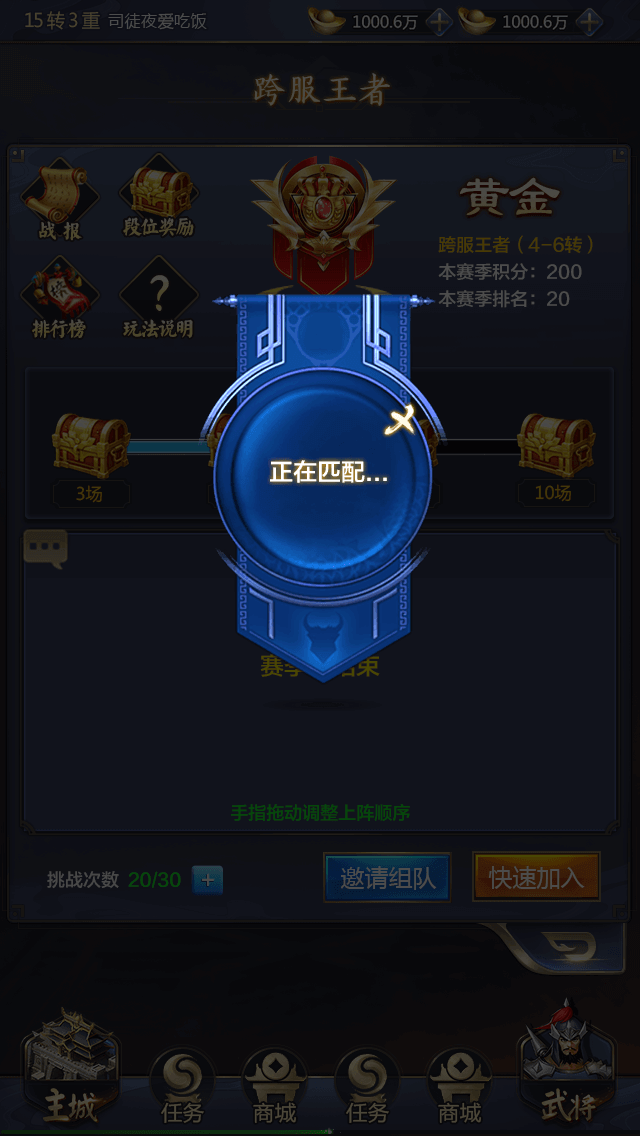 15转3重 司徒夜爱吃饭 1000.6万 1000.6万
跨服王者
战报 段位奖励
黄金
跨服王者（4-6转）
本赛季积分：200
本赛季排名：20
排行榜 玩法说明
正在匹配...
3场 10场
赛季 结束
手指拖动调整上阵顺序
挑战次数 20/30 邀请组队 快速加入
主城 任务 商城 任务 商城 武将